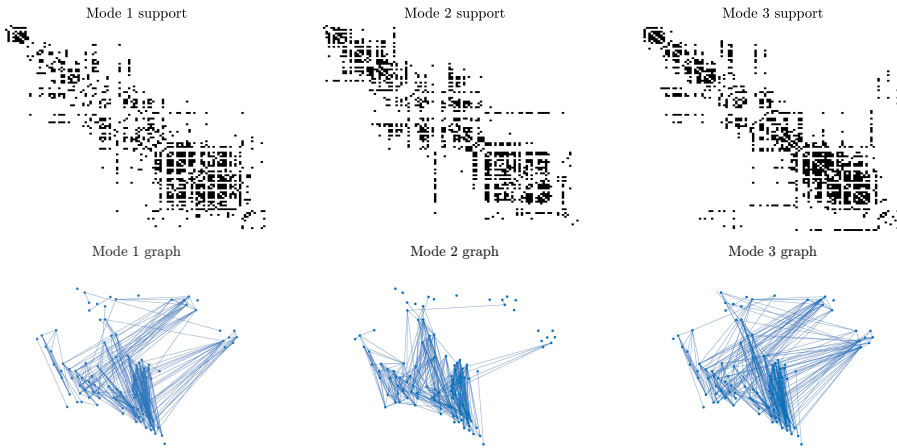 Mode 1 support
Mode 2 support
Mode 3 support
Mode 1 graph
Mode 2 graph
Mode 3 graph